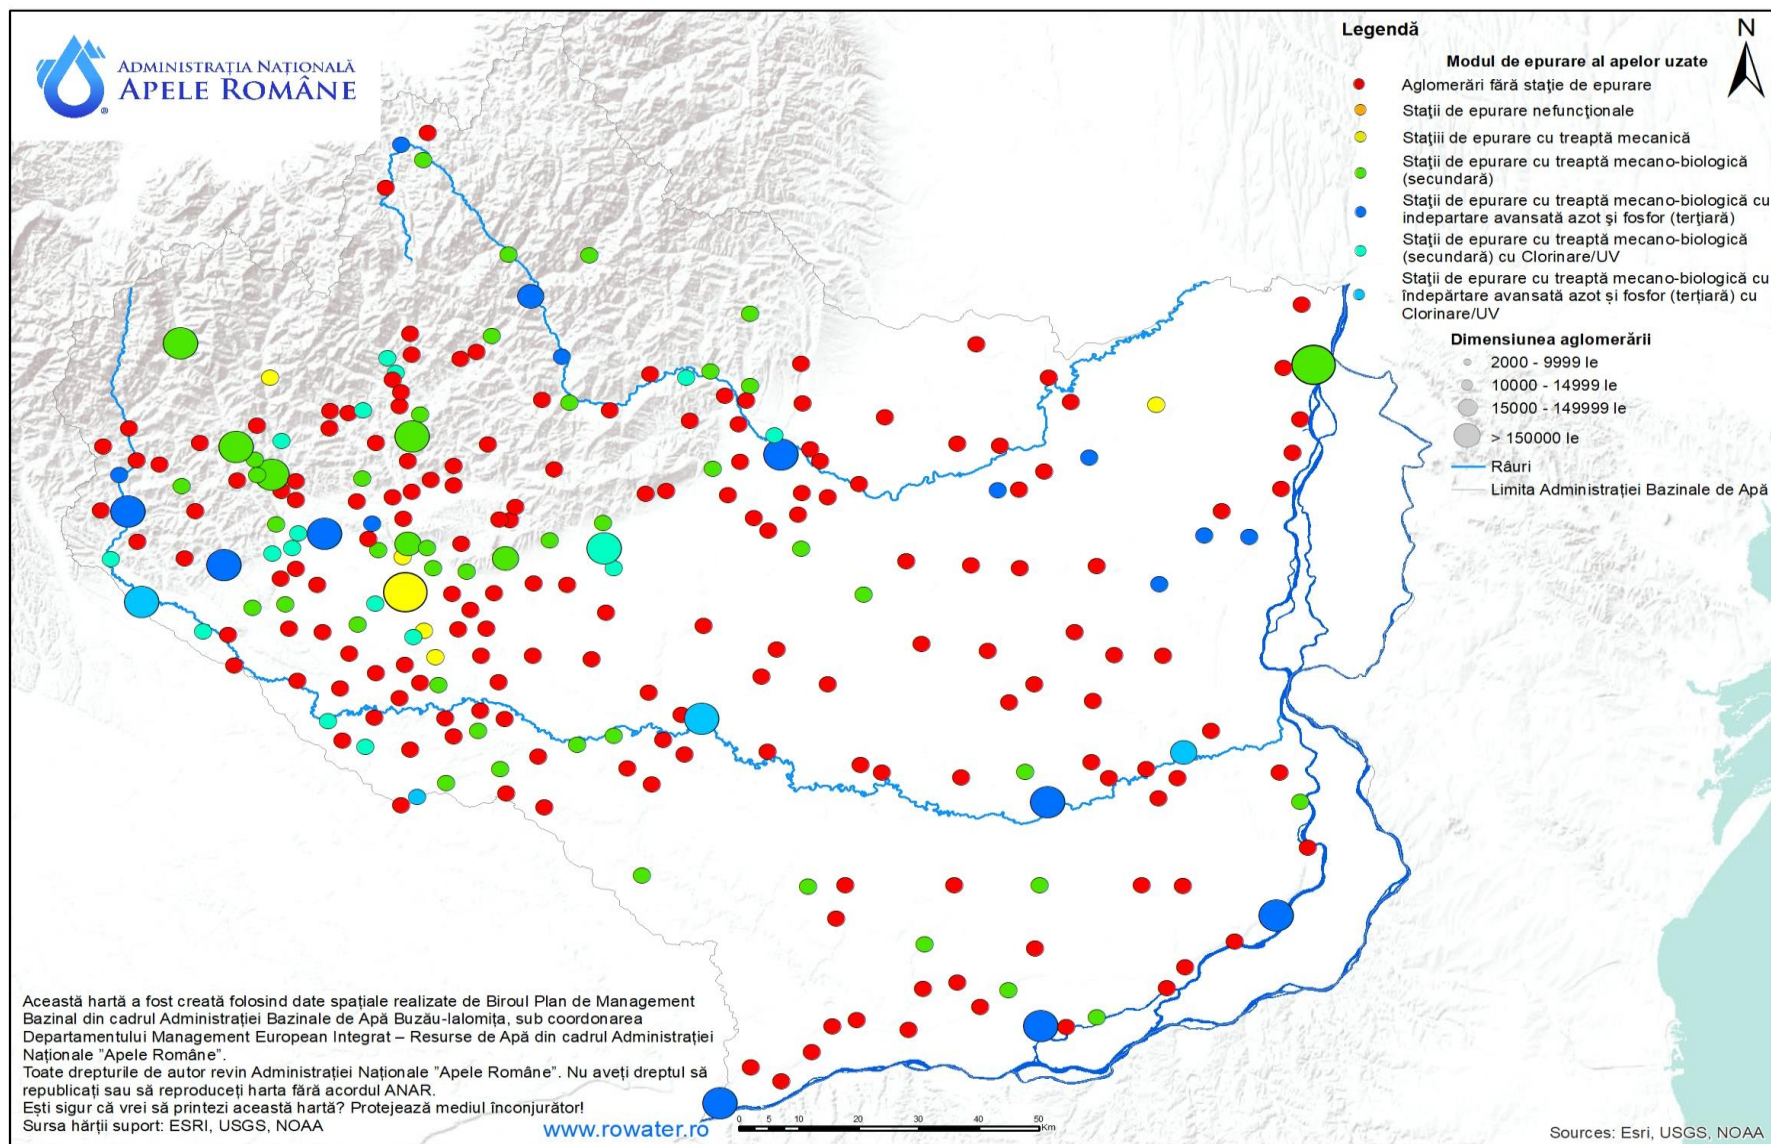 ADMINISTRAȚIA NAȚIONALĂ
APELE ROMÂNE
®
Legendă
N
Modul de epurare al apelor uzate
Aglomerări fără stație de epurare
Stații de epurare nefuncționale
Stațiii de epurare cu treaptă mecanică
Stații de epurare cu treaptă mecano-biologică
(secundară)
Stații de epurare cu treaptă mecano-biologică cu
indepartare avansată azot și fosfor (terțiară)
Stații de epurare cu treaptă mecano-biologică
(secundară) cu Clorinare/UV
Stații de epurare cu treaptă mecano-biologică cu
îndepărtare avansată azot și fosfor (terțiară) cu
Clorinare/UV
Dimensiunea aglomerării
2000 - 9999 le
10000 - 14999 le
15000 - 149999 le
> 150000 le
Râuri
Limita Administrației Bazinale de Apă
Această hartă a fost creată folosind date spațiale realizate de Biroul Plan de Management
Bazinal din cadrul Administrației Bazinale de Apă Buzău-Ialomița, sub coordonarea
Departamentului Management European Integrat – Resurse de Apă din cadrul Administrației
Naționale "Apele Române".
Toate drepturile de autor revin Administrației Naționale "Apele Române". Nu aveți dreptul să
republicați sau să reproduceți harta fără acordul ANAR.
Ești sigur că vrei să printezi această hartă? Protejează mediul înconjurător!
Sursa hărții suport: ESRI, USGS, NOAA
www.rowater.ro
0 5 10 20 30 40 50
Km
Sources: Esri, USGS, NOAA